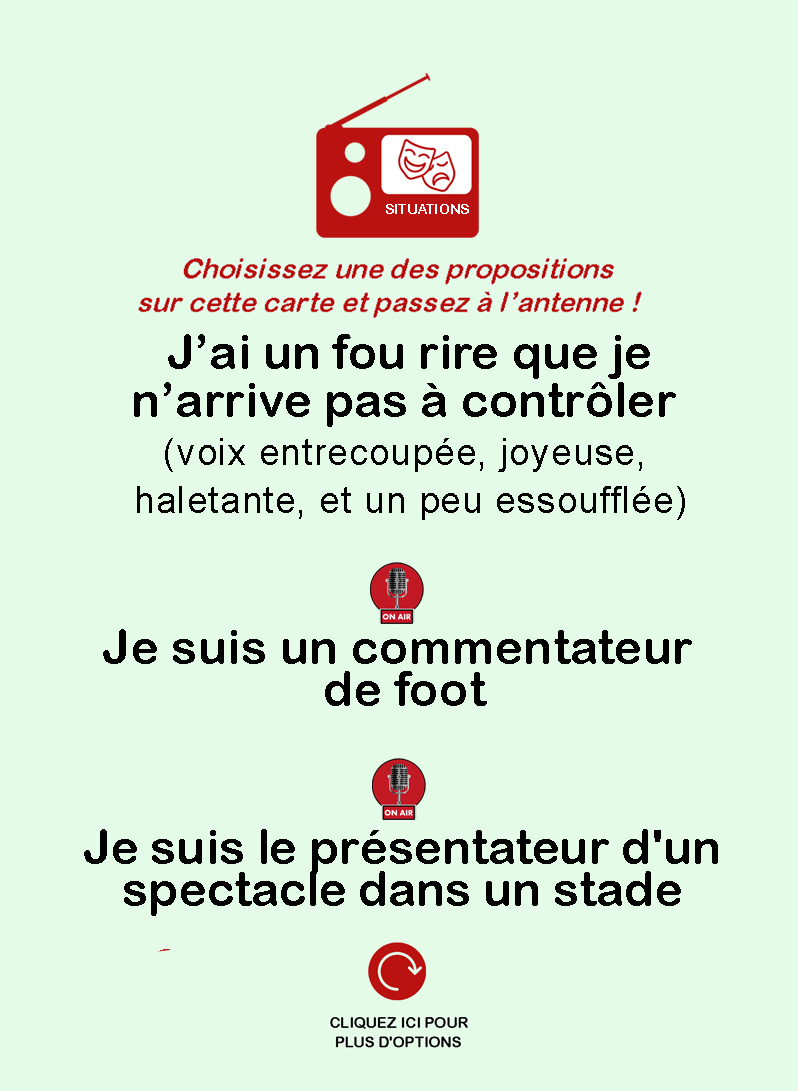 SITUATIONS
Choisissez une des propositions
sur cette carte et passez à l’antenne !
J’ai un fou rire que je
n’arrive pas à contrôler
(voix entrecoupée, joyeuse,
haletante, et un peu essoufflée)
ON AIR
Je suis un commentateur
de foot
ON AIR
Je suis le présentateur d'un
spectacle dans un stade
CLIQUEZ ICI POUR
PLUS D'OPTIONS